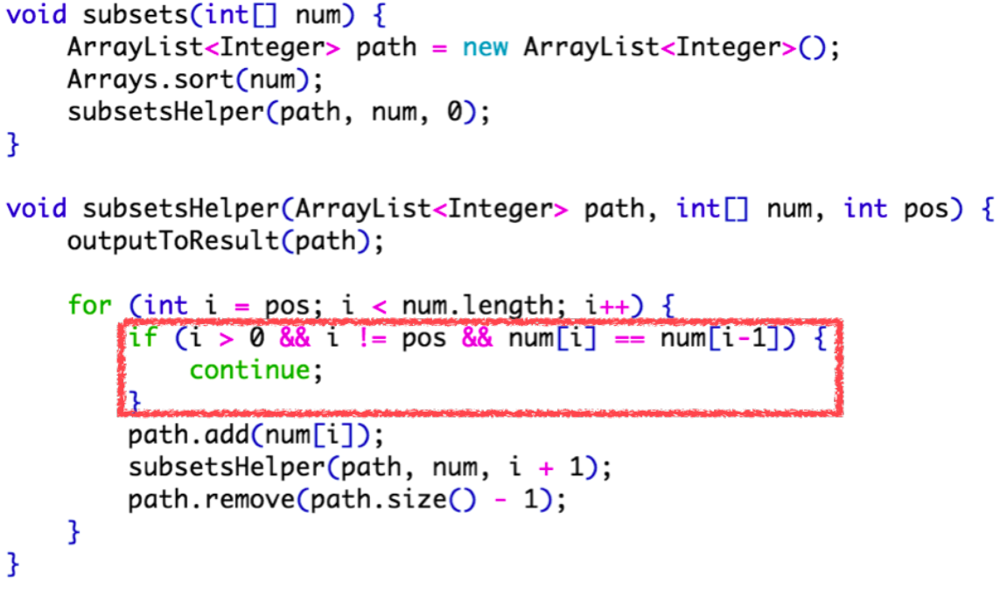 void subsets(int[] num) {
    ArrayList<Integer> path = new ArrayList<Integer>();
    Arrays.sort(num);
    subsetsHelper(path, num, 0);
}

void subsetsHelper(ArrayList<Integer> path, int[] num, int pos) {
    outputToResult(path);

    for (int i = pos; i < num.length; i++) {
        if (i > 0 && i != pos && num[i] == num[i-1]) {
            continue;
        }
        path.add(num[i]);
        subsetsHelper(path, num, i + 1);
        path.remove(path.size() - 1);
    }
}